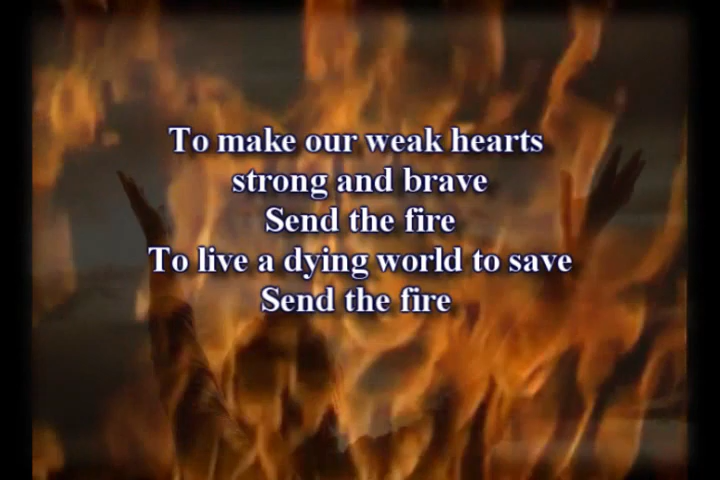 To make our weak hearts
strong and brave
Send the fire
To live a dying world to save
Send the fire